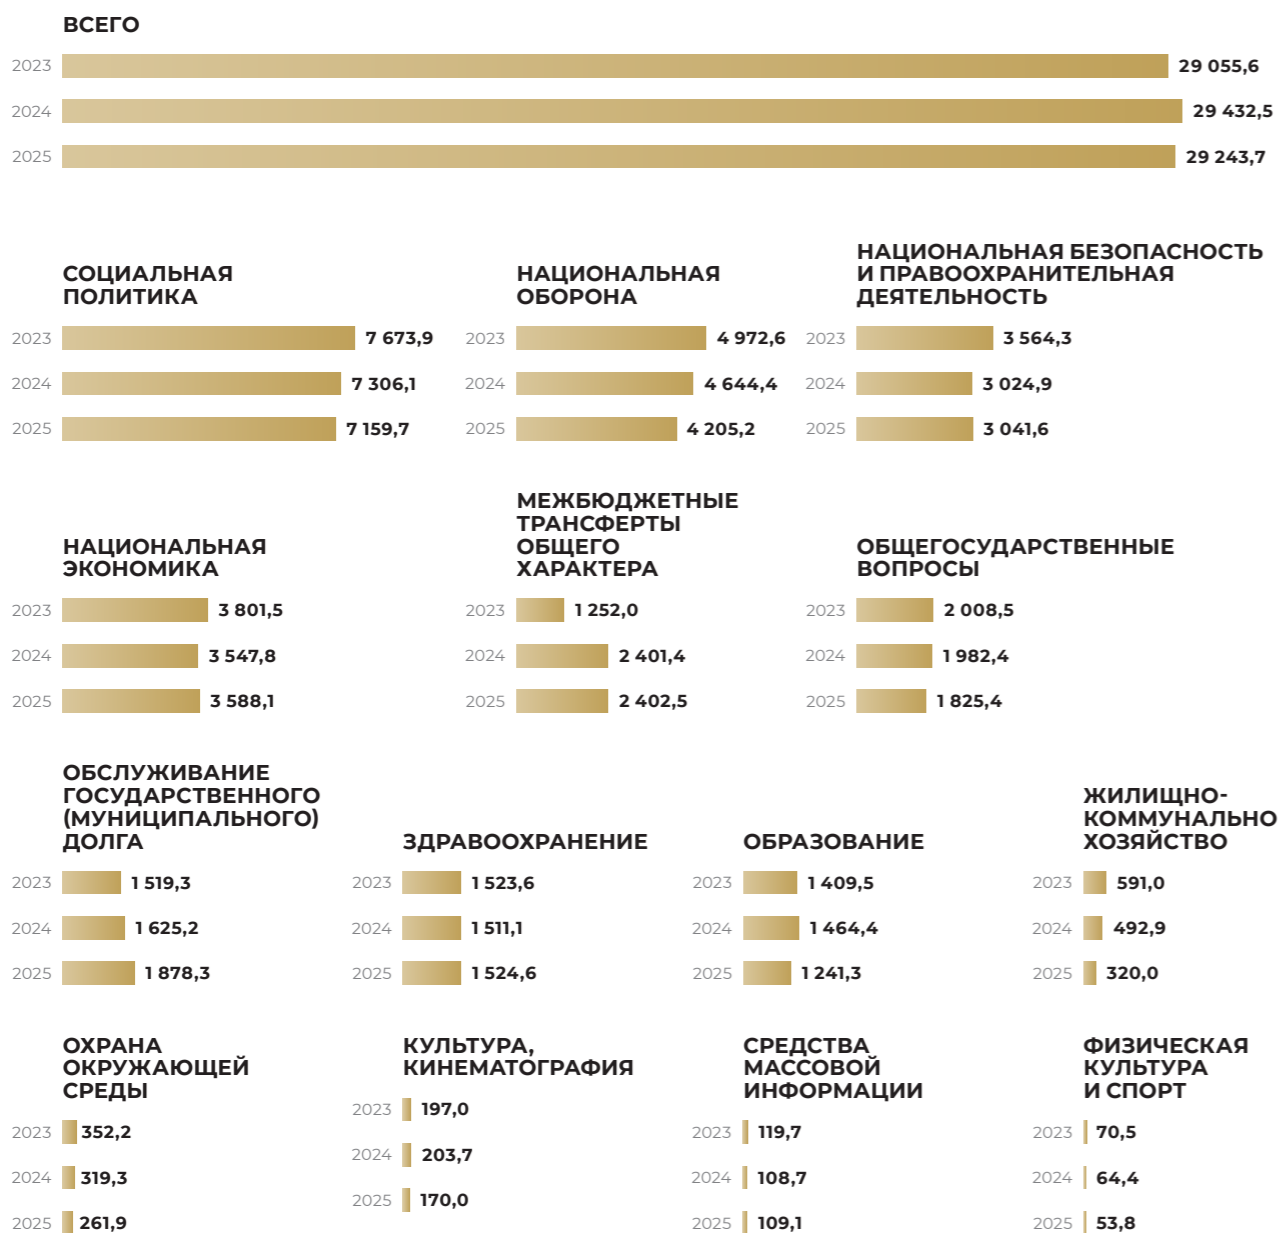 ВСЕГО
2023 29 055,6
2024 29 432,5
2025 29 243,7
СОЦИАЛЬНАЯ
ПОЛИТИКА
2023 7 673,9
2024 7 306,1
2025 7 159,7
НАЦИОНАЛЬНАЯ
ОБОРОНА
2023 4 972,6
2024 4 644,4
2025 4 205,2
НАЦИОНАЛЬНАЯ БЕЗОПАСНОСТЬ
И ПРАВООХРАНИТЕЛЬНАЯ
ДЕЯТЕЛЬНОСТЬ
2023 3 564,3
2024 3 024,9
2025 3 041,6
НАЦИОНАЛЬНАЯ
ЭКОНОМИКА
2023 3 801,5
2024 3 547,8
2025 3 588,1
МЕЖБЮДЖЕТНЫЕ
ТРАНСФЕРТЫ
ОБЩЕГО
ХАРАКТЕРА
2023 1 252,0
2024 2 401,4
2025 2 402,5
ОБЩЕГОСУДАРСТВЕННЫЕ
ВОПРОСЫ
2023 2 008,5
2024 1 982,4
2025 1 825,4
ОБСЛУЖИВАНИЕ
ГОСУДАРСТВЕННОГО
(МУНИЦИПАЛЬНОГО)
ДОЛГА
2023 1 519,3
2024 1 625,2
2025 1 878,3
ЗДРАВООХРАНЕНИЕ
2023 1 523,6
2024 1 511,1
2025 1 524,6
ОБРАЗОВАНИЕ
2023 1 409,5
2024 1 464,4
2025 1 241,3
ЖИЛИЩНО-
КОММУНАЛЬНО
ХОЗЯЙСТВО
2023 591,0
2024 492,9
2025 320,0
ОХРАНА
ОКРУЖАЮЩЕЙ
СРЕДЫ
2023 352,2
2024 319,3
2025 261,9
КУЛЬТУРА,
КИНЕМАТОГРАФИЯ
2023 197,0
2024 203,7
2025 170,0
СРЕДСТВА
МАССОВОЙ
ИНФОРМАЦИИ
2023 119,7
2024 108,7
2025 109,1
ФИЗИЧЕСКАЯ
КУЛЬТУРА
И СПОРТ
2023 70,5
2024 64,4
2025 53,8